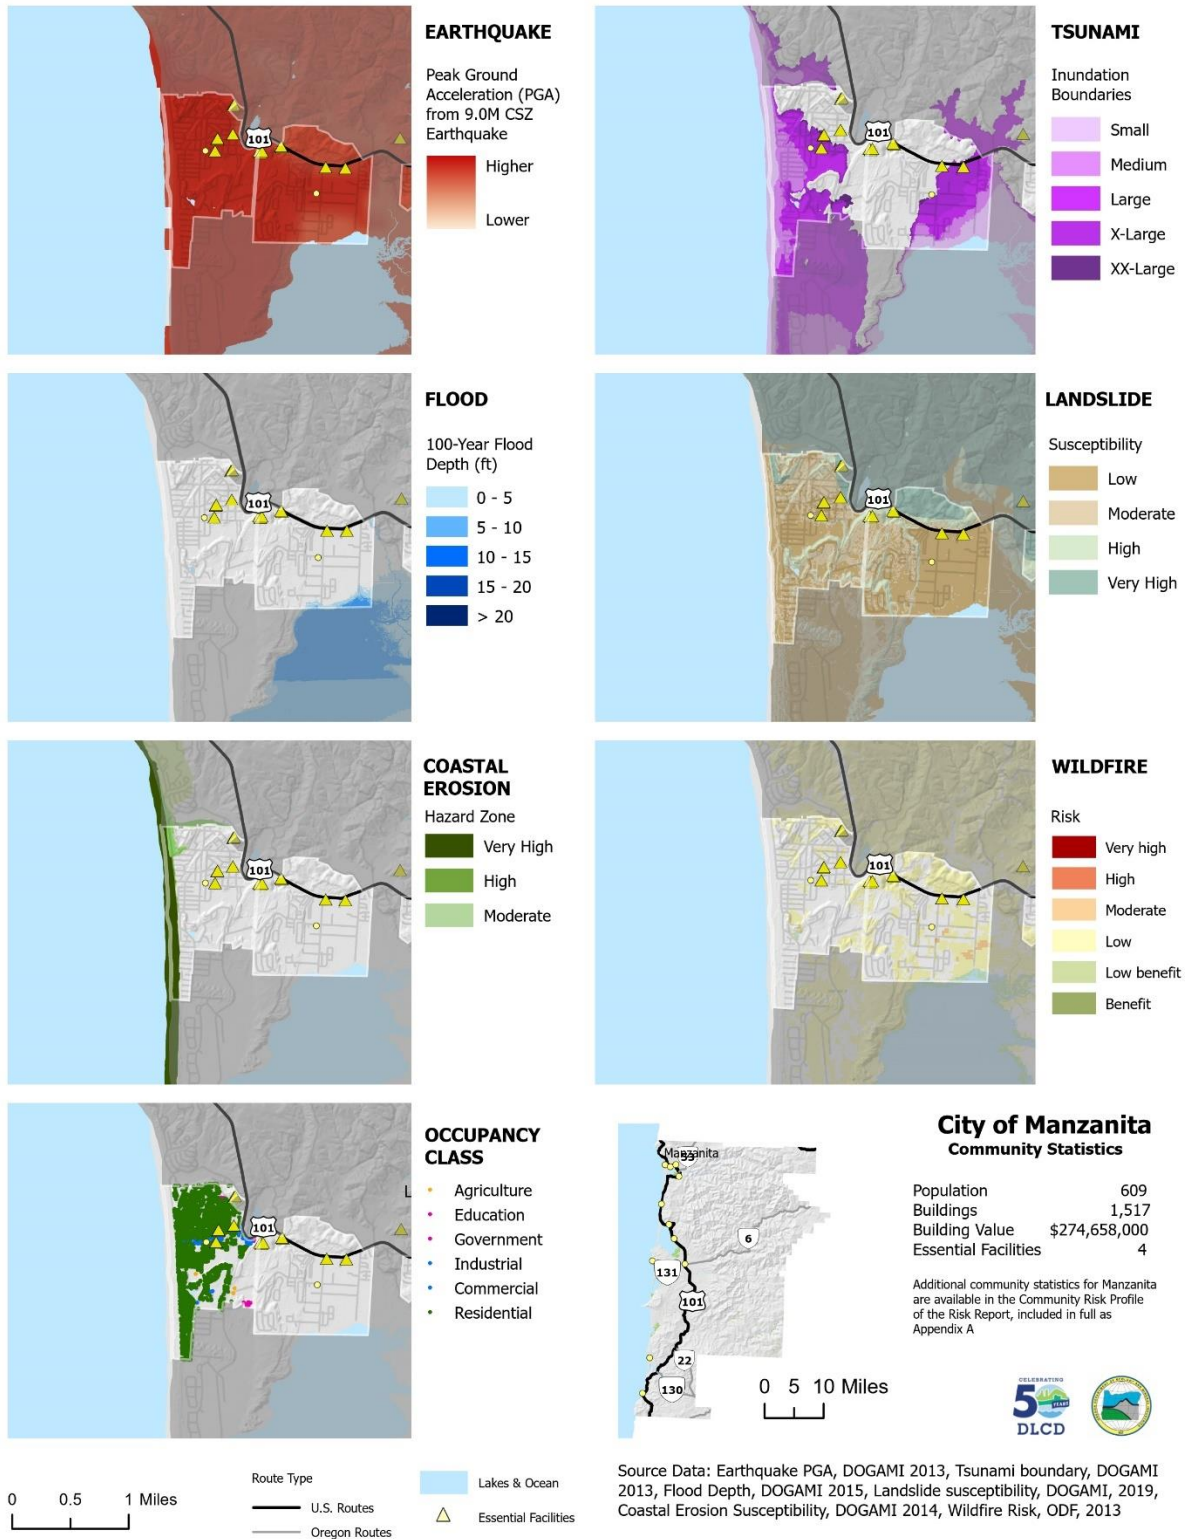 EARTHQUAKE
Peak Ground
Acceleration (PGA)
from 9.0M CSZ
Earthquake
Higher
Lower
101
TSUNAMI
Inundation
Boundaries
Small
Medium
Large
X-Large
XX-Large
101
FLOOD
100-Year Flood
Depth (ft)
0 - 5
5 - 10
10 - 15
15 - 20
> 20
101
LANDSLIDE
Susceptibility
Low
Moderate
High
Very High
101
COASTAL
EROSION
Hazard Zone
Very High
High
Moderate
101
WILDFIRE
Risk
Very high
High
Moderate
Low
Low benefit
Benefit
101
OCCUPANCY
CLASS
Agriculture
Education
Government
Industrial
Commercial
Residential
101
L
Manzanita
53
6
131
101
22
130
0 5 10 Miles
City of Manzanita
Community Statistics
Population 609
Buildings 1,517
Building Value $274,658,000
Essential Facilities 4
Additional community statistics for Manzanita
are available in the Community Risk Profile
of the Risk Report, included in full as
Appendix A
CELEBRATING
50
YEARS
DLCD
0 0.5 1 Miles
Route Type
U.S. Routes
Oregon Routes
Lakes & Ocean
Essential Facilities
Source Data: Earthquake PGA, DOGAMI 2013, Tsunami boundary, DOGAMI
2013, Flood Depth, DOGAMI 2015, Landslide susceptibility, DOGAMI, 2019,
Coastal Erosion Susceptibility, DOGAMI 2014, Wildfire Risk, ODF, 2013